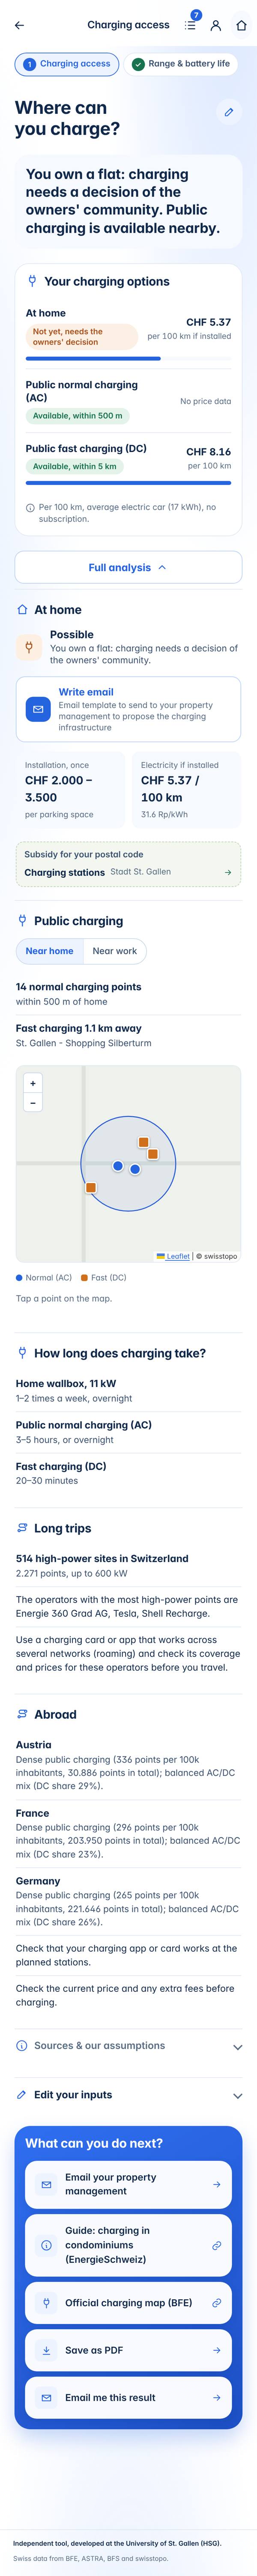 Charging access
7
1 Charging access
Range & battery life
Where can
you charge?
You own a flat: charging
needs a decision of the
owners' community. Public
charging is available nearby.
Your charging options
At home
Not yet, needs the
owners' decision
CHF 5.37
per 100 km if installed
Public normal charging
(AC)
Available, within 500 m
No price data
Public fast charging (DC)
Available, within 5 km
CHF 8.16
per 100 km
Per 100 km, average electric car (17 kWh), no
subscription.
Full analysis
At home
Possible
You own a flat: charging needs a decision of
the owners' community.
Write email
Email template to send to your property
management to propose the charging
infrastructure
Installation, once
CHF 2.000 –
3.500
per parking space
Electricity if installed
CHF 5.37 /
100 km
31.6 Rp/kWh
Subsidy for your postal code
Charging stations Stadt St. Gallen
Public charging
Near home
Near work
14 normal charging points
within 500 m of home
Fast charging 1.1 km away
St. Gallen - Shopping Silberturm
+
−
Leaflet | © swisstopo
Normal (AC)
Fast (DC)
Tap a point on the map.
How long does charging take?
Home wallbox, 11 kW
1–2 times a week, overnight
Public normal charging (AC)
3–5 hours, or overnight
Fast charging (DC)
20–30 minutes
Long trips
514 high-power sites in Switzerland
2.271 points, up to 600 kW
The operators with the most high-power points are
Energie 360 Grad AG, Tesla, Shell Recharge.
Use a charging card or app that works across
several networks (roaming) and check its coverage
and prices for these operators before you travel.
Abroad
Austria
Dense public charging (336 points per 100k
inhabitants, 30.886 points in total); balanced AC/DC
mix (DC share 29%).
France
Dense public charging (296 points per 100k
inhabitants, 203.950 points in total); balanced AC/DC
mix (DC share 23%).
Germany
Dense public charging (265 points per 100k
inhabitants, 221.646 points in total); balanced AC/DC
mix (DC share 26%).
Check that your charging app or card works at the
planned stations.
Check the current price and any extra fees before
charging.
Sources & our assumptions
Edit your inputs
What can you do next?
Email your property
management
Guide: charging in
condominiums
(EnergieSchweiz)
Official charging map (BFE)
Save as PDF
Email me this result
Independent tool, developed at the University of St. Gallen (HSG).
Swiss data from BFE, ASTRA, BFS and swisstopo.